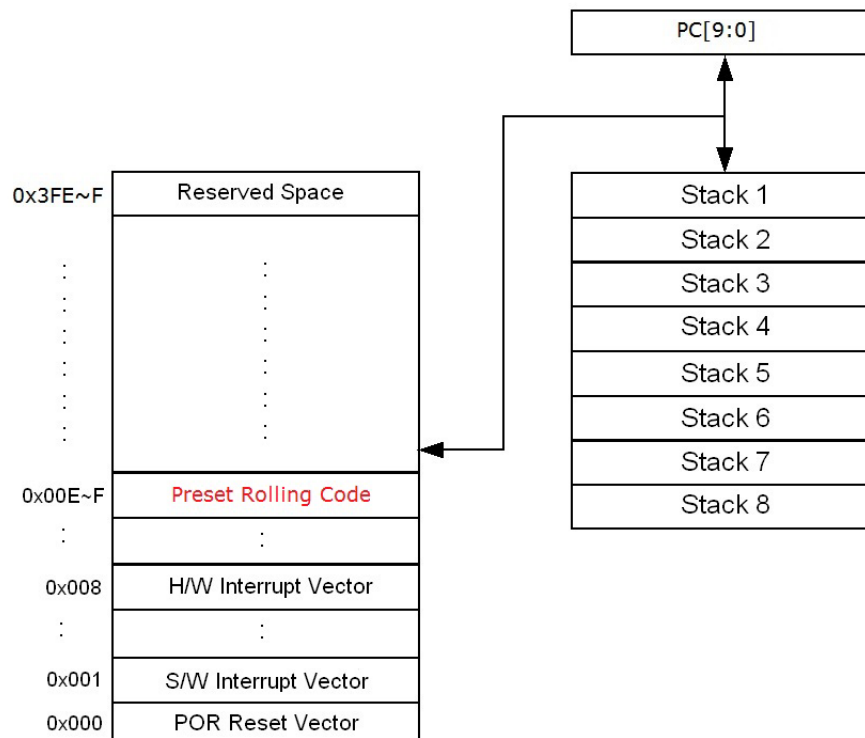 PC[9:0]
0x3FE~F
Reserved Space
Stack 1
Stack 2
Stack 3
Stack 4
Stack 5
Stack 6
Stack 7
Stack 8
0x00E~F
Preset Rolling Code
0x008
H/W Interrupt Vector
0x001
S/W Interrupt Vector
0x000
POR Reset Vector